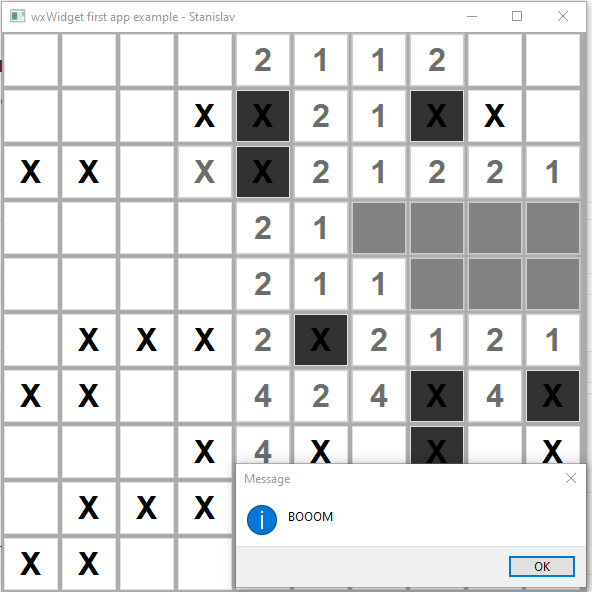 wxWidget first app example - Stanislav
2 1 1 2
X X 2 1 X X
X X X X 2 1 2 2 1
2 1
2 1 1
X X X 2 X 2 1 2 1
X X 4 2 4 X 4 X
X 4 X X X
X X X
X X
Message
BOOOM
OK